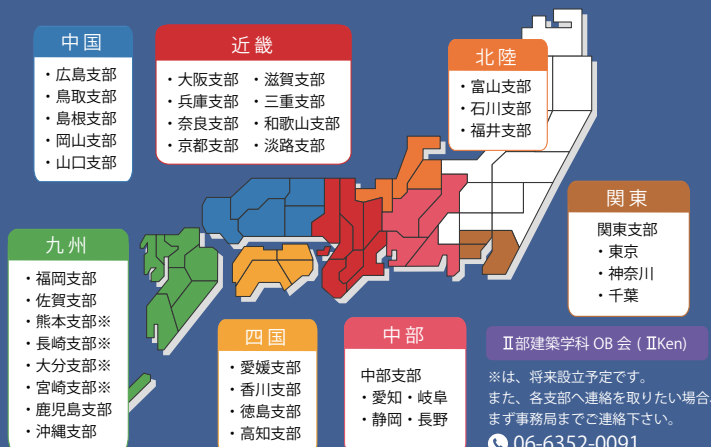 中国
・広島支部
・鳥取支部
・島根支部
・岡山支部
・山口支部
近畿
・大阪支部 ・滋賀支部
・兵庫支部 ・三重支部
・奈良支部 ・和歌山支部
・京都支部 ・淡路支部
北陸
・富山支部
・石川支部
・福井支部
関東
関東支部
・東京
・神奈川
・千葉
九州
・福岡支部
・佐賀支部
・熊本支部※
・長崎支部※
・大分支部※
・宮崎支部※
・鹿児島支部
・沖縄支部
四国
・愛媛支部
・香川支部
・徳島支部
・高知支部
中部
中部支部
・愛知・岐阜
・静岡・長野
Ⅱ部建築学科 OB 会 ( ⅡKen)
※は、将来設立予定です。
また、各支部へ連絡を取りたい場合、
まず事務局までご連絡下さい。
06-6352-0091